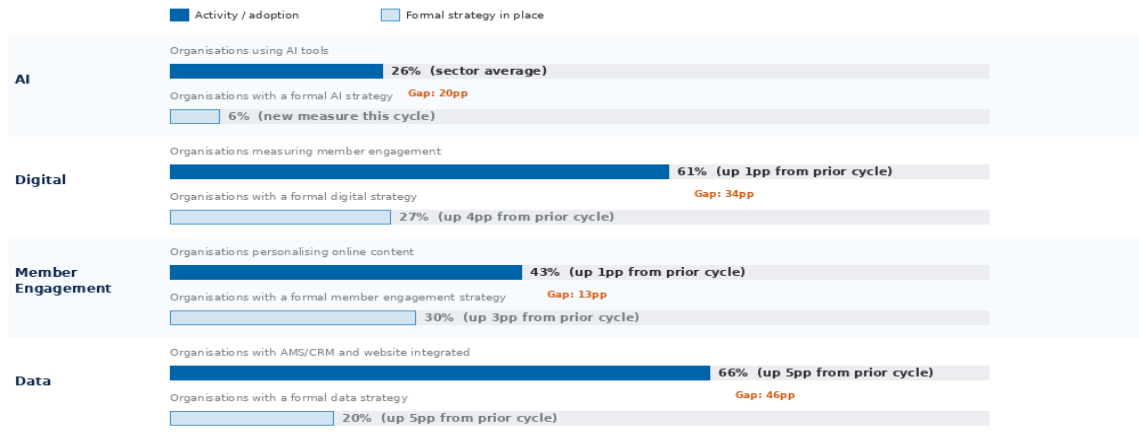 Activity / adoption
Formal strategy in place
AI
Organisations using AI tools
26% (sector average)
Gap: 20pp
Organisations with a formal AI strategy
6% (new measure this cycle)
Digital
Organisations measuring member engagement
61% (up 1pp from prior cycle)
Gap: 34pp
Organisations with a formal digital strategy
27% (up 4pp from prior cycle)
Member
Engagement
Organisations personalising online content
43% (up 1pp from prior cycle)
Gap: 13pp
Organisations with a formal member engagement strategy
30% (up 3pp from prior cycle)
Data
Organisations with AMS/CRM and website integrated
66% (up 5pp from prior cycle)
Gap: 46pp
Organisations with a formal data strategy
20% (up 5pp from prior cycle)